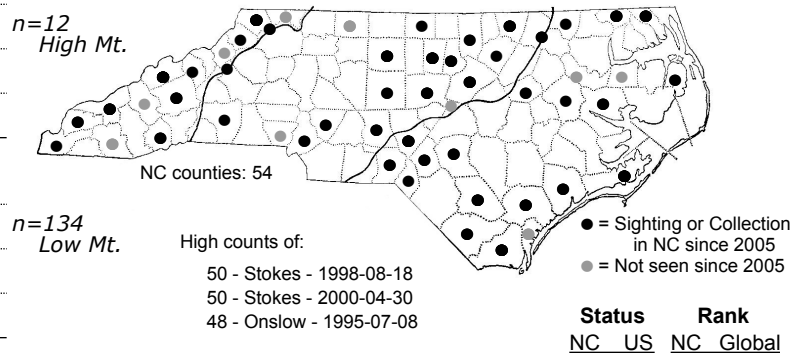 n=12
High Mt.
NC counties: 54
n=134
Low Mt.
High counts of:
50 - Stokes - 1998-08-18
50 - Stokes - 2000-04-30
48 - Onslow - 1995-07-08
= Sighting or Collection
in NC since 2005
= Not seen since 2005
Status Rank
NC US NC Global